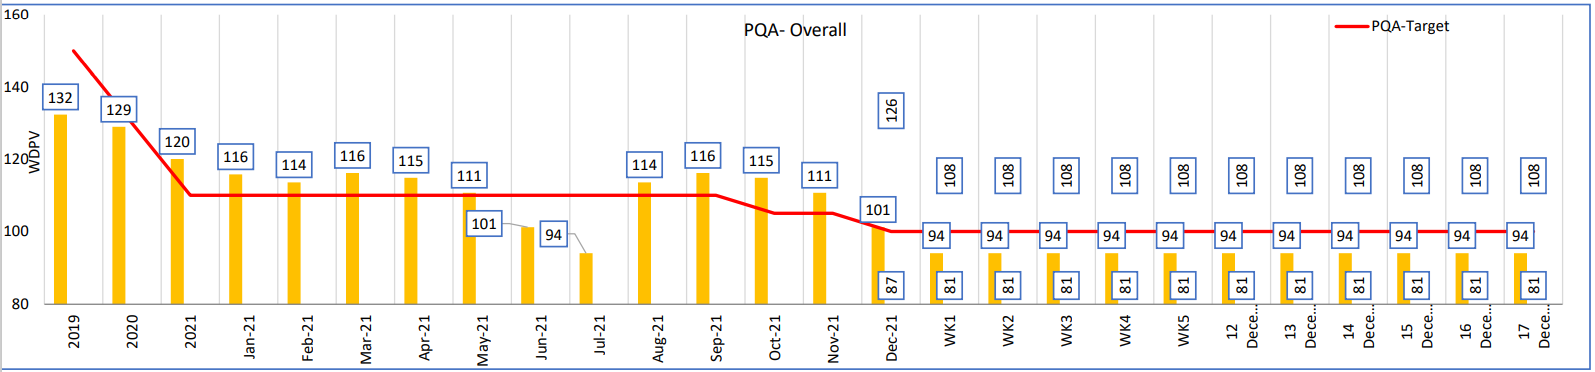 PQA- Overall
PQA-Target
WDPV
160
140
120
100
80
132
129
120
116
114
116
115
111
101
94
114
116
115
111
101
126
87
94 94 94 94 94 94 94 94 94 94 94
108 108 108 108 108 108 108 108 108 108 108
81 81 81 81 81 81 81 81 81 81 81
2019
2020
2021
Jan-21
Feb-21
Mar-21
Apr-21
May-21
Jun-21
Jul-21
Aug-21
Sep-21
Oct-21
Nov-21
Dec-21
WK1
WK2
WK3
WK4
WK5
12
Dece...
13
Dece...
14
Dece...
15
Dece...
16
Dece...
17
Dece...